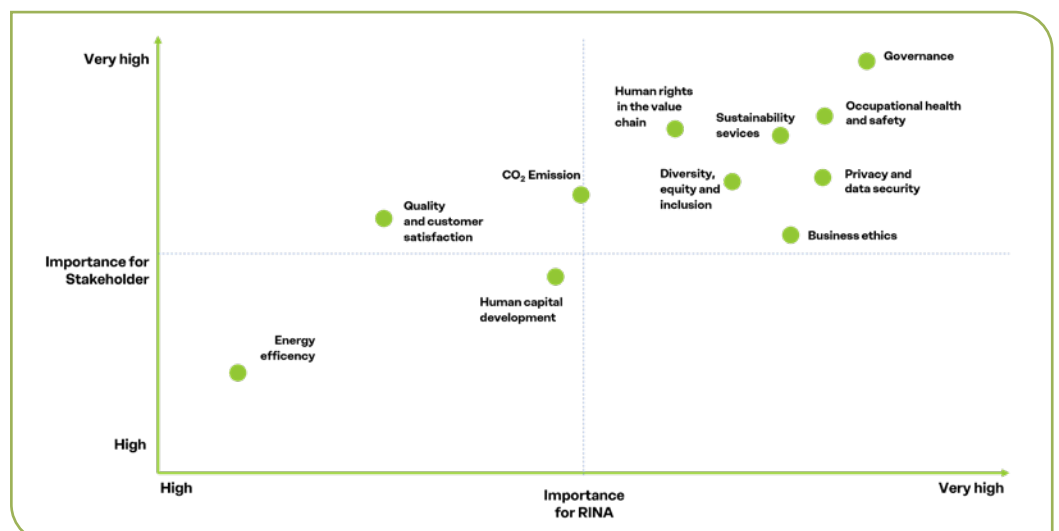 Very high
Governance
Human rights
in the value
chain
Sustainability
sevices
Occupational health
and safety
CO₂ Emission
Diversity,
equity and
inclusion
Privacy and
data security
Quality
and customer
satisfaction
Business ethics
Importance for
Stakeholder
Human capital
development
Energy
efficency
High
High
Importance
for RINA
Very high